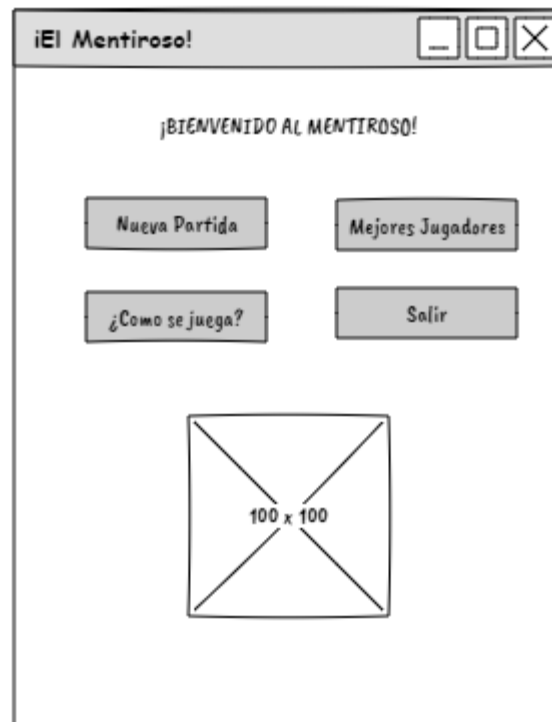 ¡El Mentiroso!
¡BIENVENIDO AL MENTIROSO!
Nueva Partida
Mejores Jugadores
¿Como se juega?
Salir
100 x 100